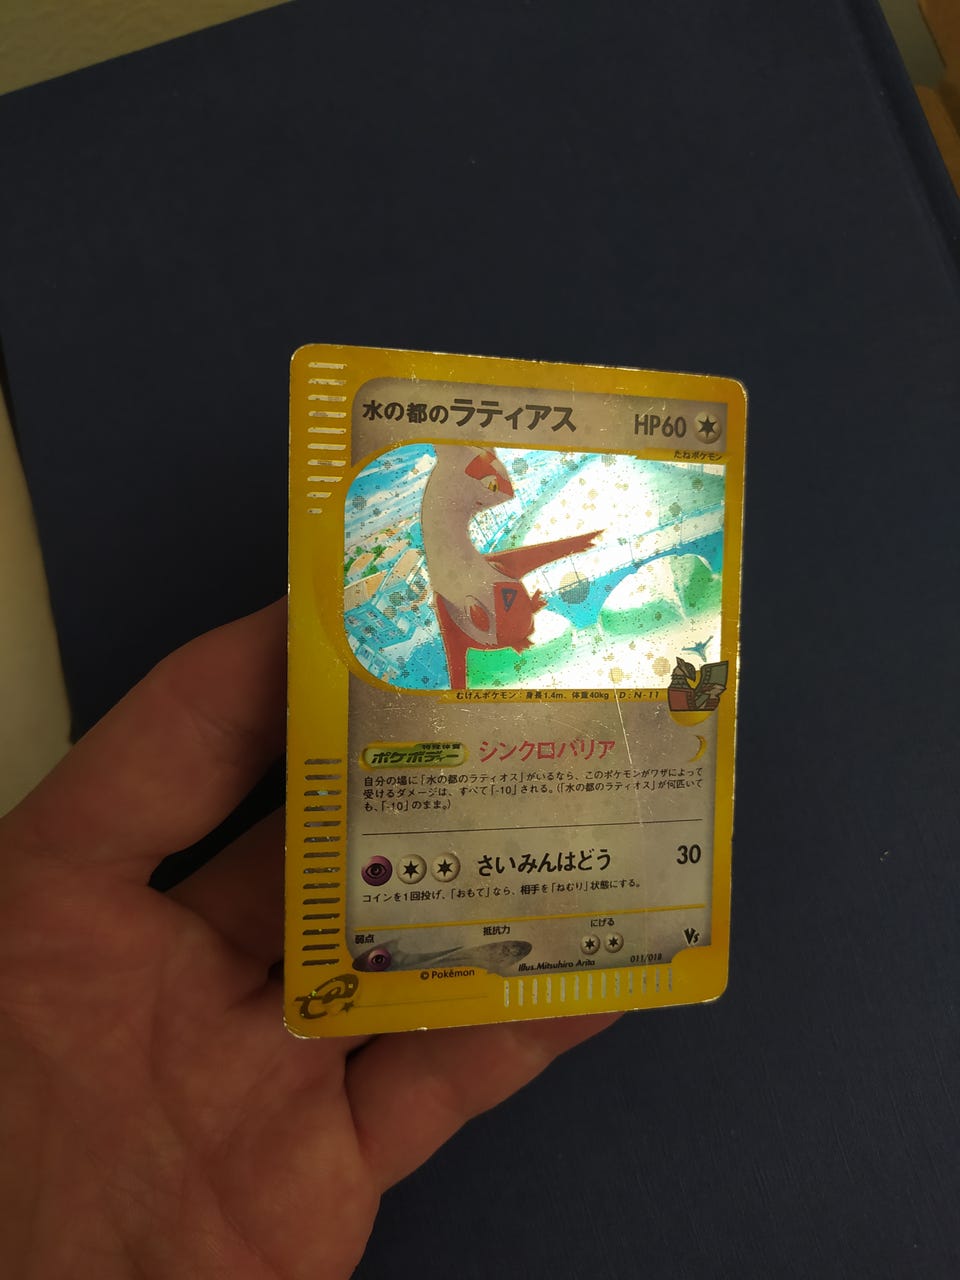 水の都のラティアス HP60
たねポケモン
むげんポケモン：身長1.4m、体重40kg D:N-11
特殊体質
ポケボディー シンクロバリア
自分の場に「水の都のラティオス」がいるなら、このポケモンがワザによって
受けるダメージは、すべて「-10」される。（「水の都のラティオス」が何匹いて
も、「-10」のまま。）
さいみんはどう 30
コインを1回投げ、「おもて」なら、相手を「ねむり」状態にする。
弱点 抵抗力 にげる
Vs
© Pokémon Illus. Mitsuhiro Arita 011/018
e